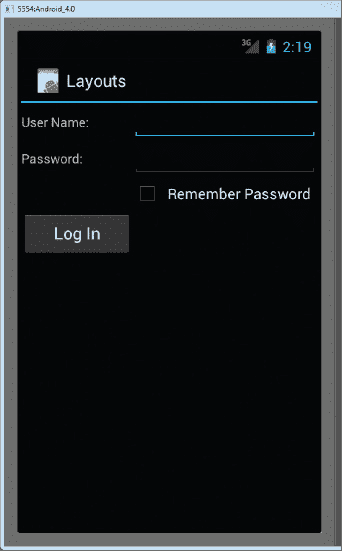 5554:Android_4.0
3G 2:19
Layouts
User Name:
Password:
Remember Password
Log In